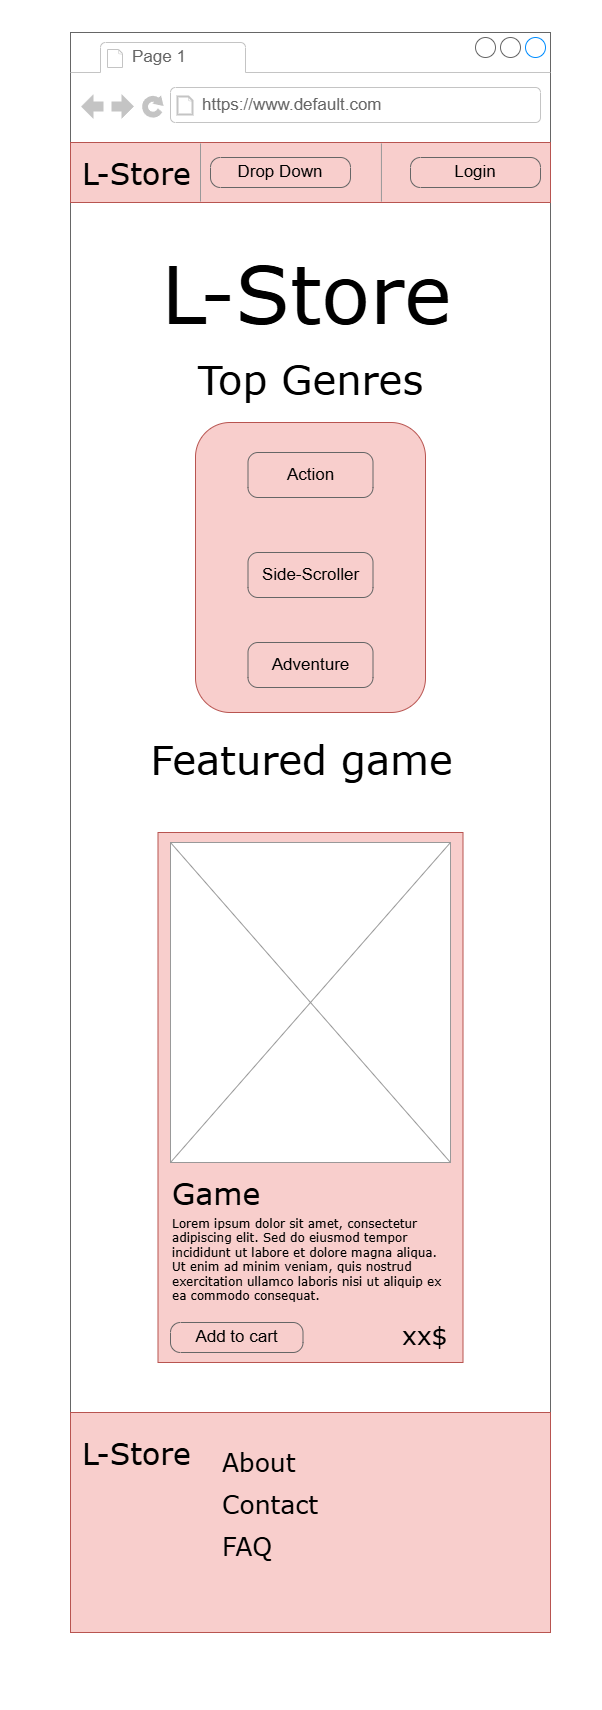 Page 1
https://www.default.com
L-Store
Drop Down
Login
L-Store
Top Genres
Action
Side-Scroller
Adventure
Featured game
Game
Lorem ipsum dolor sit amet, consectetur
adipiscing elit. Sed do eiusmod tempor
incididunt ut labore et dolore magna aliqua.
Ut enim ad minim veniam, quis nostrud
exercitation ullamco laboris nisi ut aliquip ex
ea commodo consequat.
Add to cart
xx$
L-Store
About
Contact
FAQ